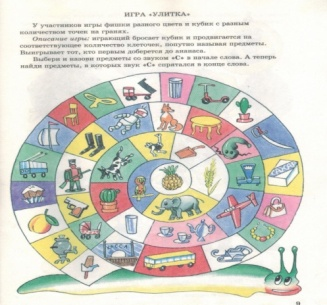 ИГРА «УЛИТКА»
У участников игры фишки разного цвета и кубик с разным
количеством точек на гранях.
Описание игры: играющий бросает кубик и продвигается на
соответствующее количество клеточек, попутно называя предметы.
Выигрывает тот, кто первым доберется до ананаса.
Выбери и назови предметы со звуком «С» в начале слова. А теперь
найди предметы, в которых звук «С» спрятался в конце слова.
9